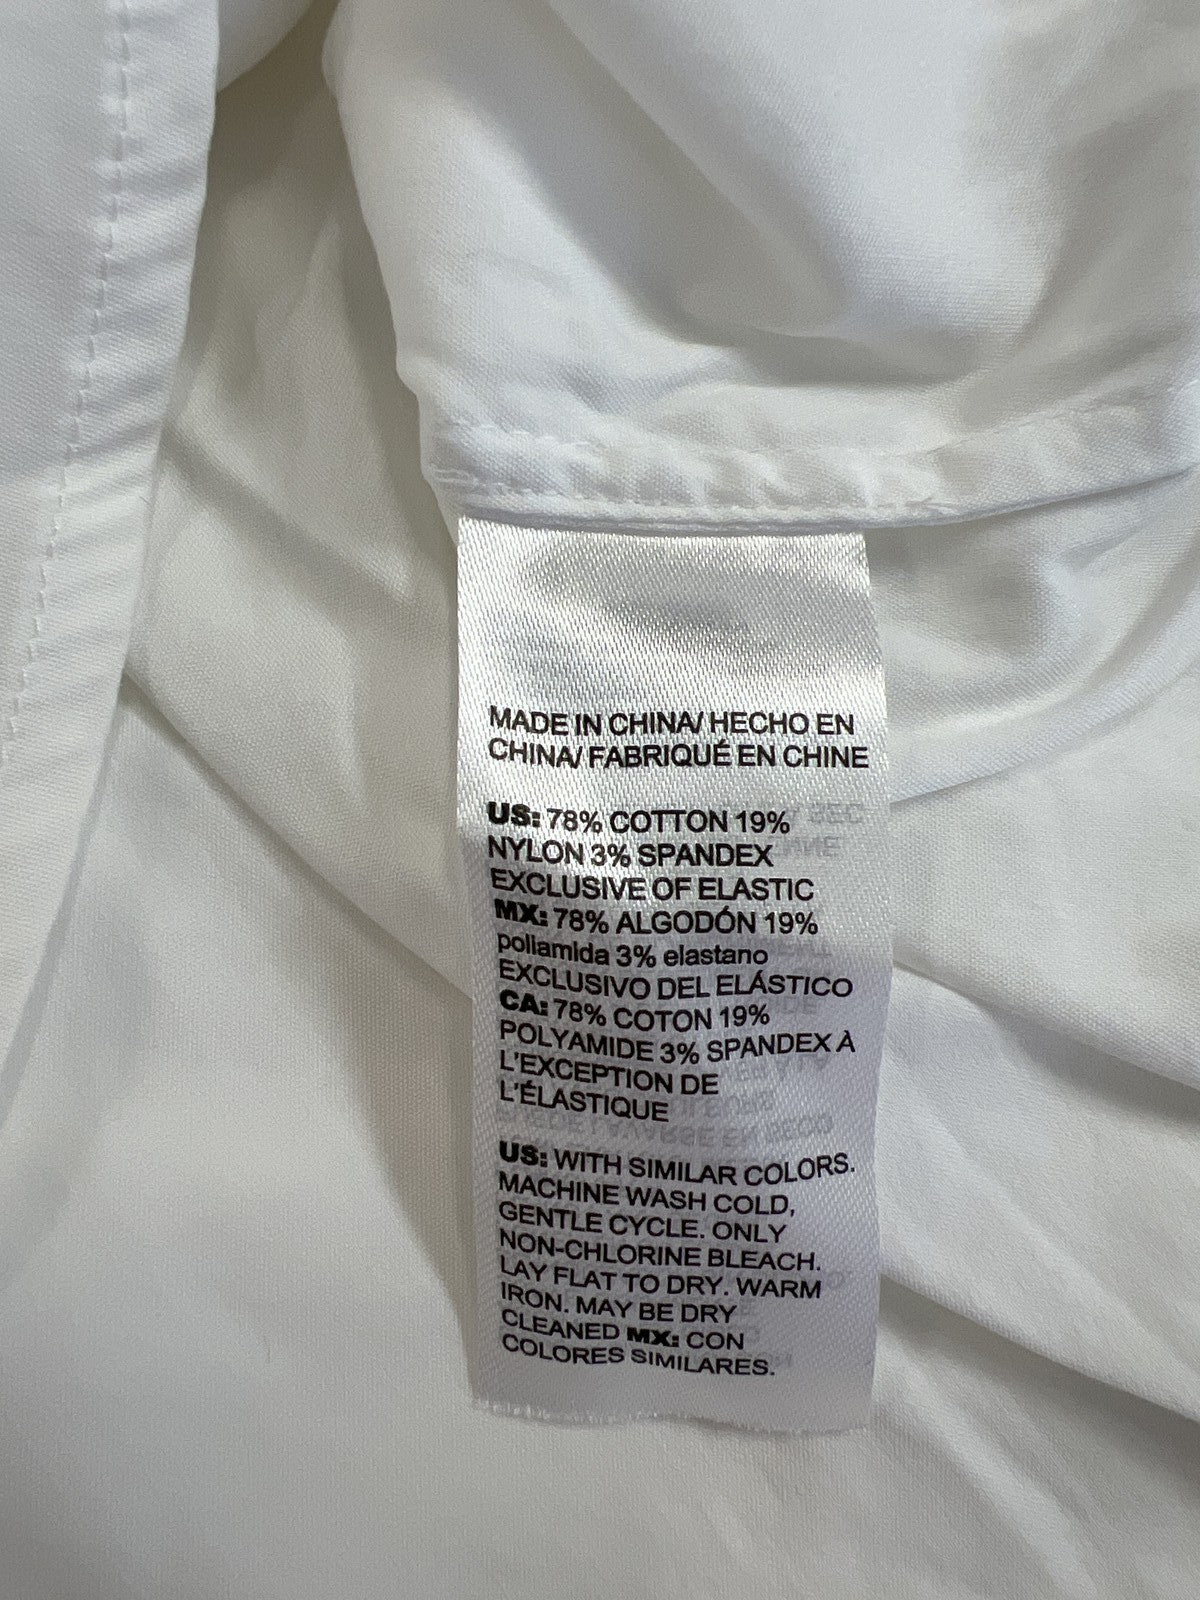 MADE IN CHINA/ HECHO EN
CHINA/ FABRIQUÉ EN CHINE
US: 78% COTTON 19%
NYLON 3% SPANDEX
EXCLUSIVE OF ELASTIC
MX: 78% ALGODÓN 19%
poliamida 3% elastano
EXCLUSIVO DEL ELÁSTICO
CA: 78% COTON 19%
POLYAMIDE 3% SPANDEX À
L'EXCEPTION DE
L'ÉLASTIQUE
US: WITH SIMILAR COLORS.
MACHINE WASH COLD,
GENTLE CYCLE. ONLY
NON-CHLORINE BLEACH.
LAY FLAT TO DRY. WARM
IRON. MAY BE DRY
CLEANED MX: CON
COLORES SIMILARES.